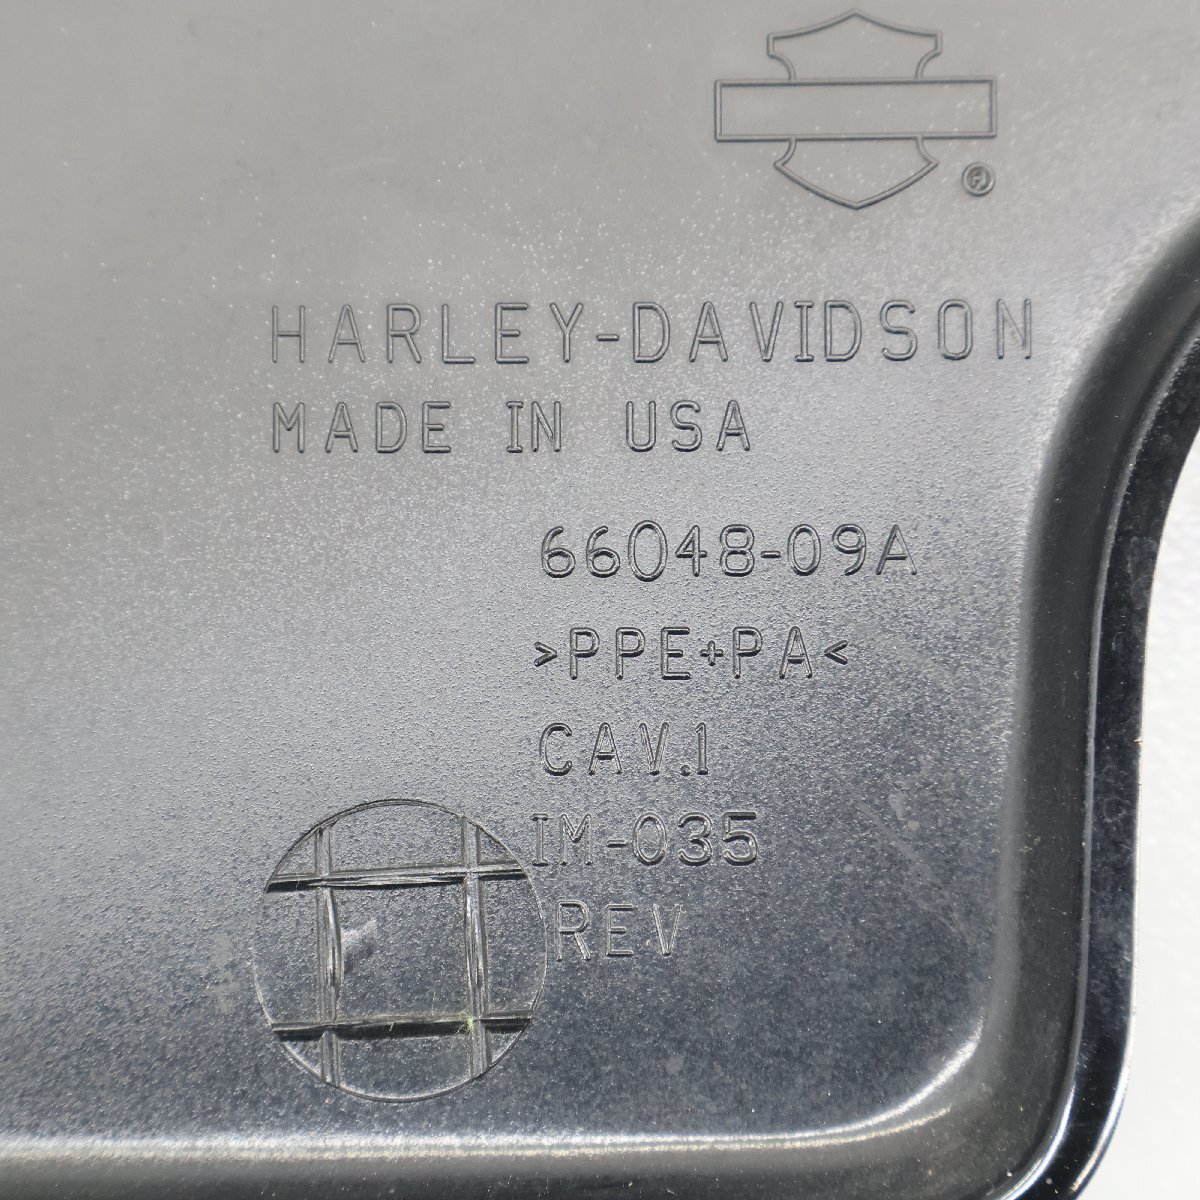 ®
HARLEY-DAVIDSON
MADE IN USA
66048-09A
>PPE+PA<
CAV.1
IM-035
REV